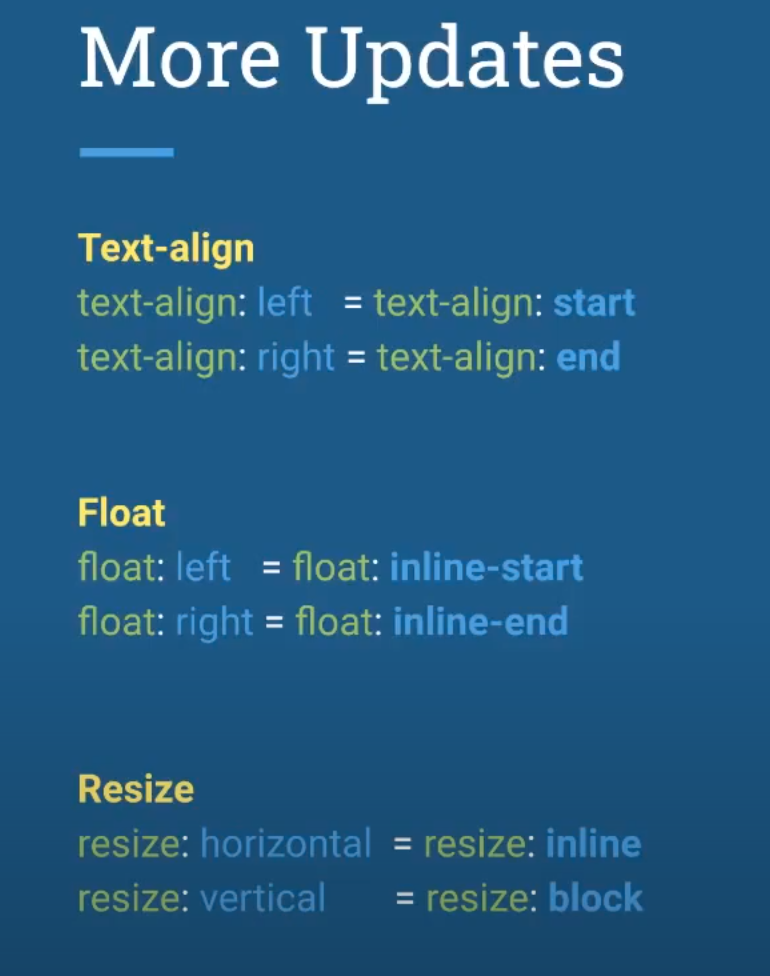 More Updates
Text-align
text-align: left = text-align: start
text-align: right = text-align: end
Float
float: left = float: inline-start
float: right = float: inline-end
Resize
resize: horizontal = resize: inline
resize: vertical = resize: block